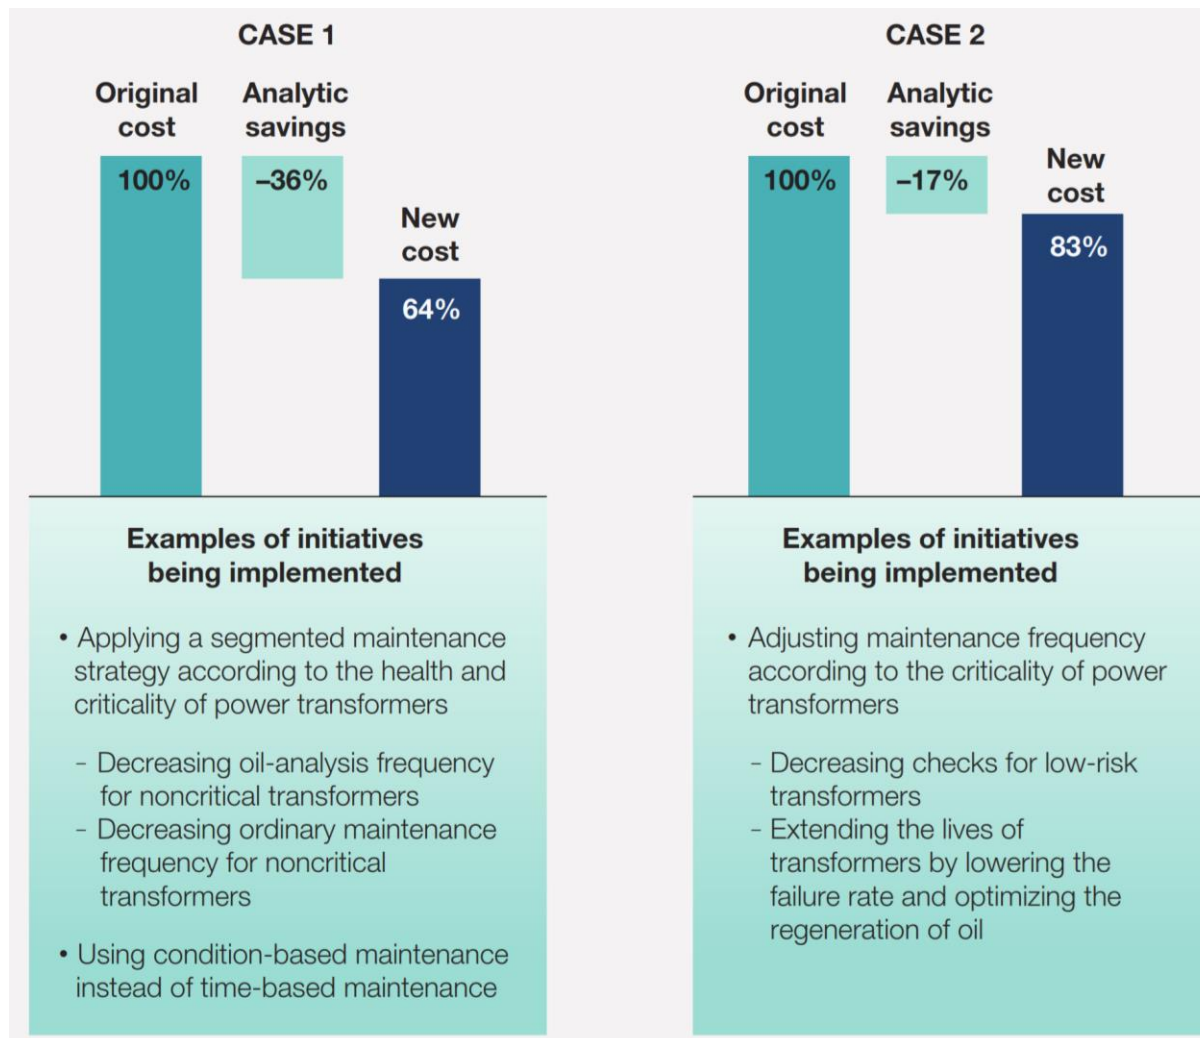 CASE 1
Original
cost
Analytic
savings
100%
–36%
New
cost
64%
Examples of initiatives
being implemented
• Applying a segmented maintenance
strategy according to the health and
criticality of power transformers
- Decreasing oil-analysis frequency
for noncritical transformers
- Decreasing ordinary maintenance
frequency for noncritical
transformers
• Using condition-based maintenance
instead of time-based maintenance
CASE 2
Original
cost
Analytic
savings
100%
–17%
New
cost
83%
Examples of initiatives
being implemented
• Adjusting maintenance frequency
according to the criticality of power
transformers
- Decreasing checks for low-risk
transformers
- Extending the lives of
transformers by lowering the
failure rate and optimizing the
regeneration of oil